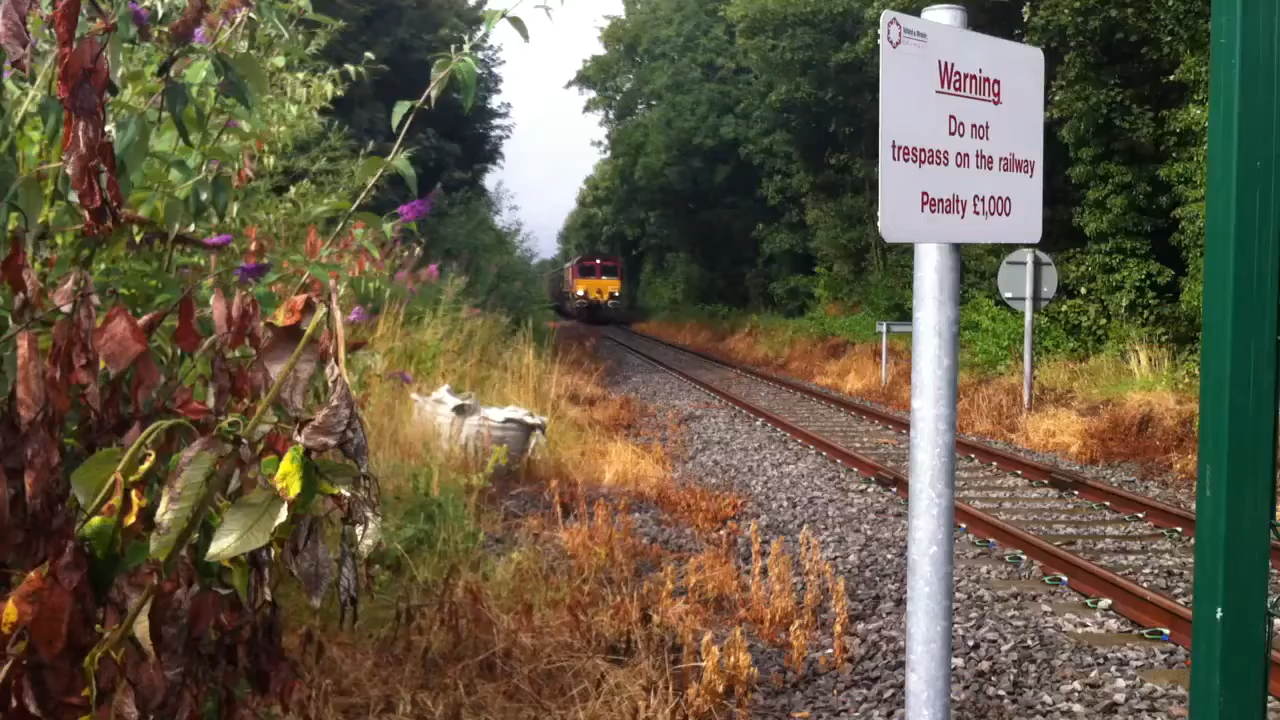 Warning
Do not
trespass on the railway
Penalty £1,000